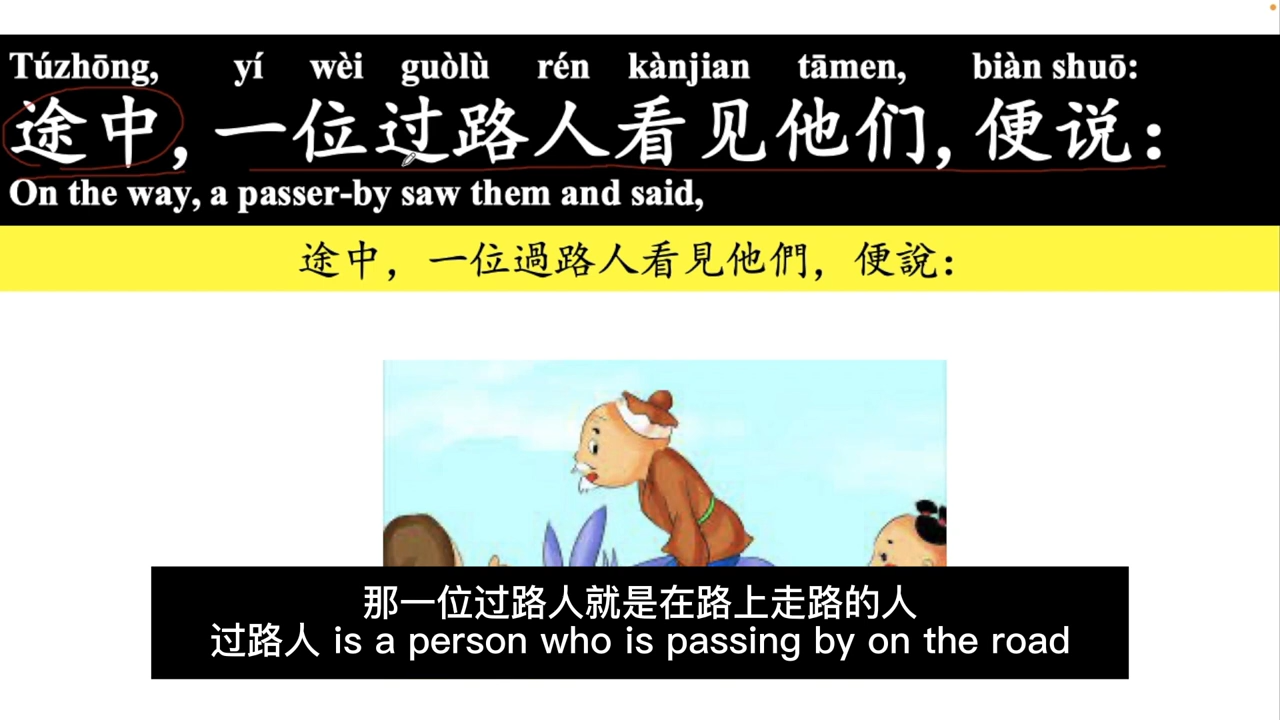 Túzhōng, yí wèi guòlù rén kànjian tāmen, biàn shuō:
途中,一位过路人看见他们,便说:
On the way, a passer-by saw them and said,
途中，一位過路人看見他們，便說：
那一位过路人就是在路上走路的人
过路人 is a person who is passing by on the road